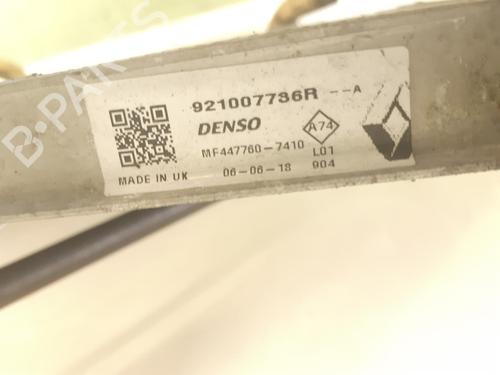 921007736R --A
DENSO A74
MF447760-7410 L01
MADE IN UK 06-06-18 904
B-PARTS